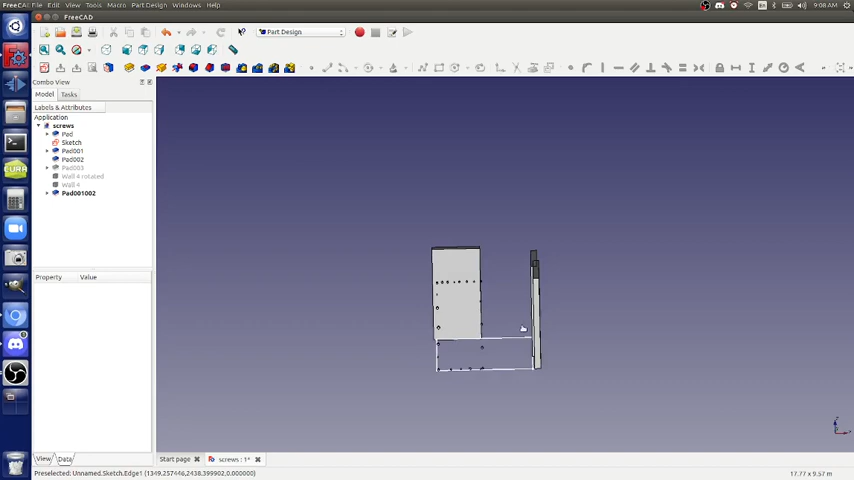 FreeCAD File Edit View Tools Macro Part Design Windows Help
9:08 AM
FreeCAD
Part Design
Combo View
Model Tasks
Labels & Attributes
Application
screws
Pad
Sketch
Pad001
Pad002
Pad003
Wall 4 rotated
Wall 4
Pad001002
Property Value
View Data
Start page screws : 1*
Preselected: Unnamed.Sketch.Edge1 (1349.257446,2438.399902,0.000000)
17.77 x 9.57 m